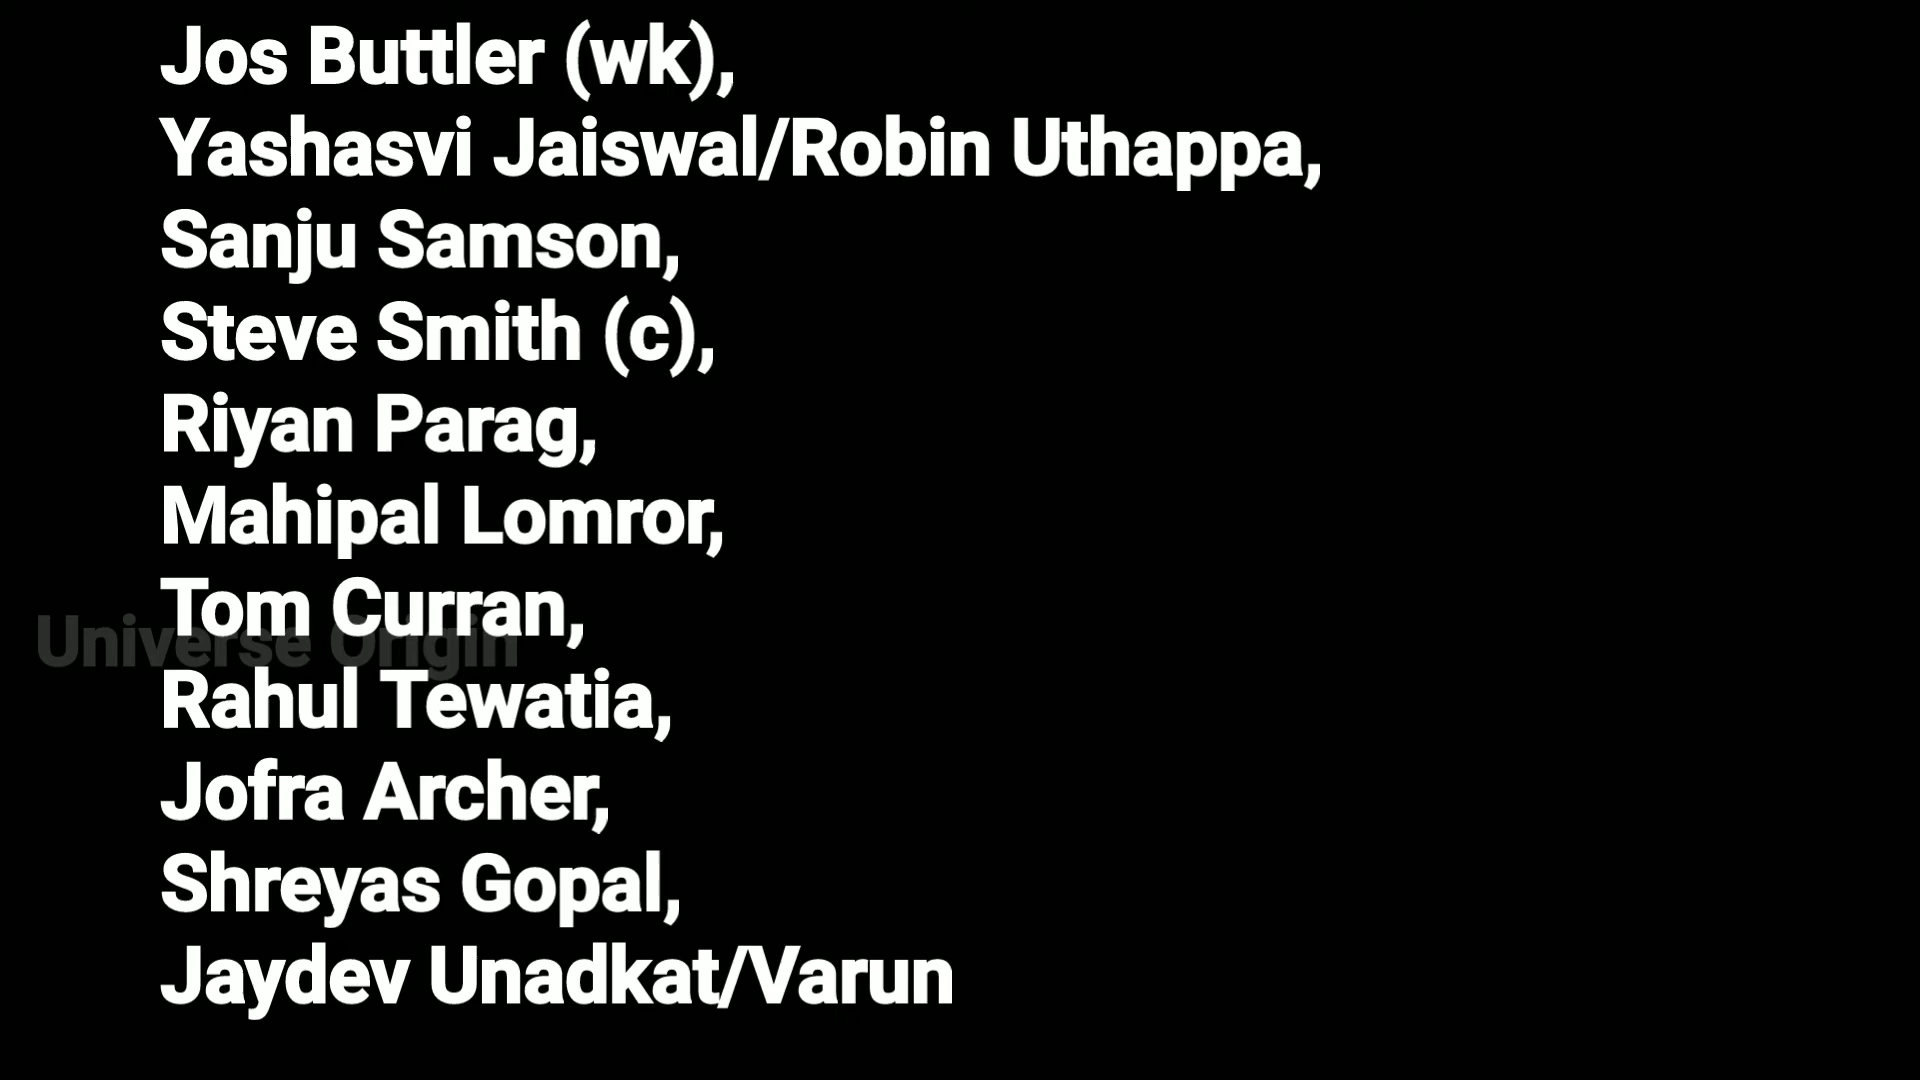 Jos Buttler (wk),
Yashasvi Jaiswal/Robin Uthappa,
Sanju Samson,
Steve Smith (c),
Riyan Parag,
Mahipal Lomror,
Tom Curran,
Universe Origin
Rahul Tewatia,
Jofra Archer,
Shreyas Gopal,
Jaydev Unadkat/Varun